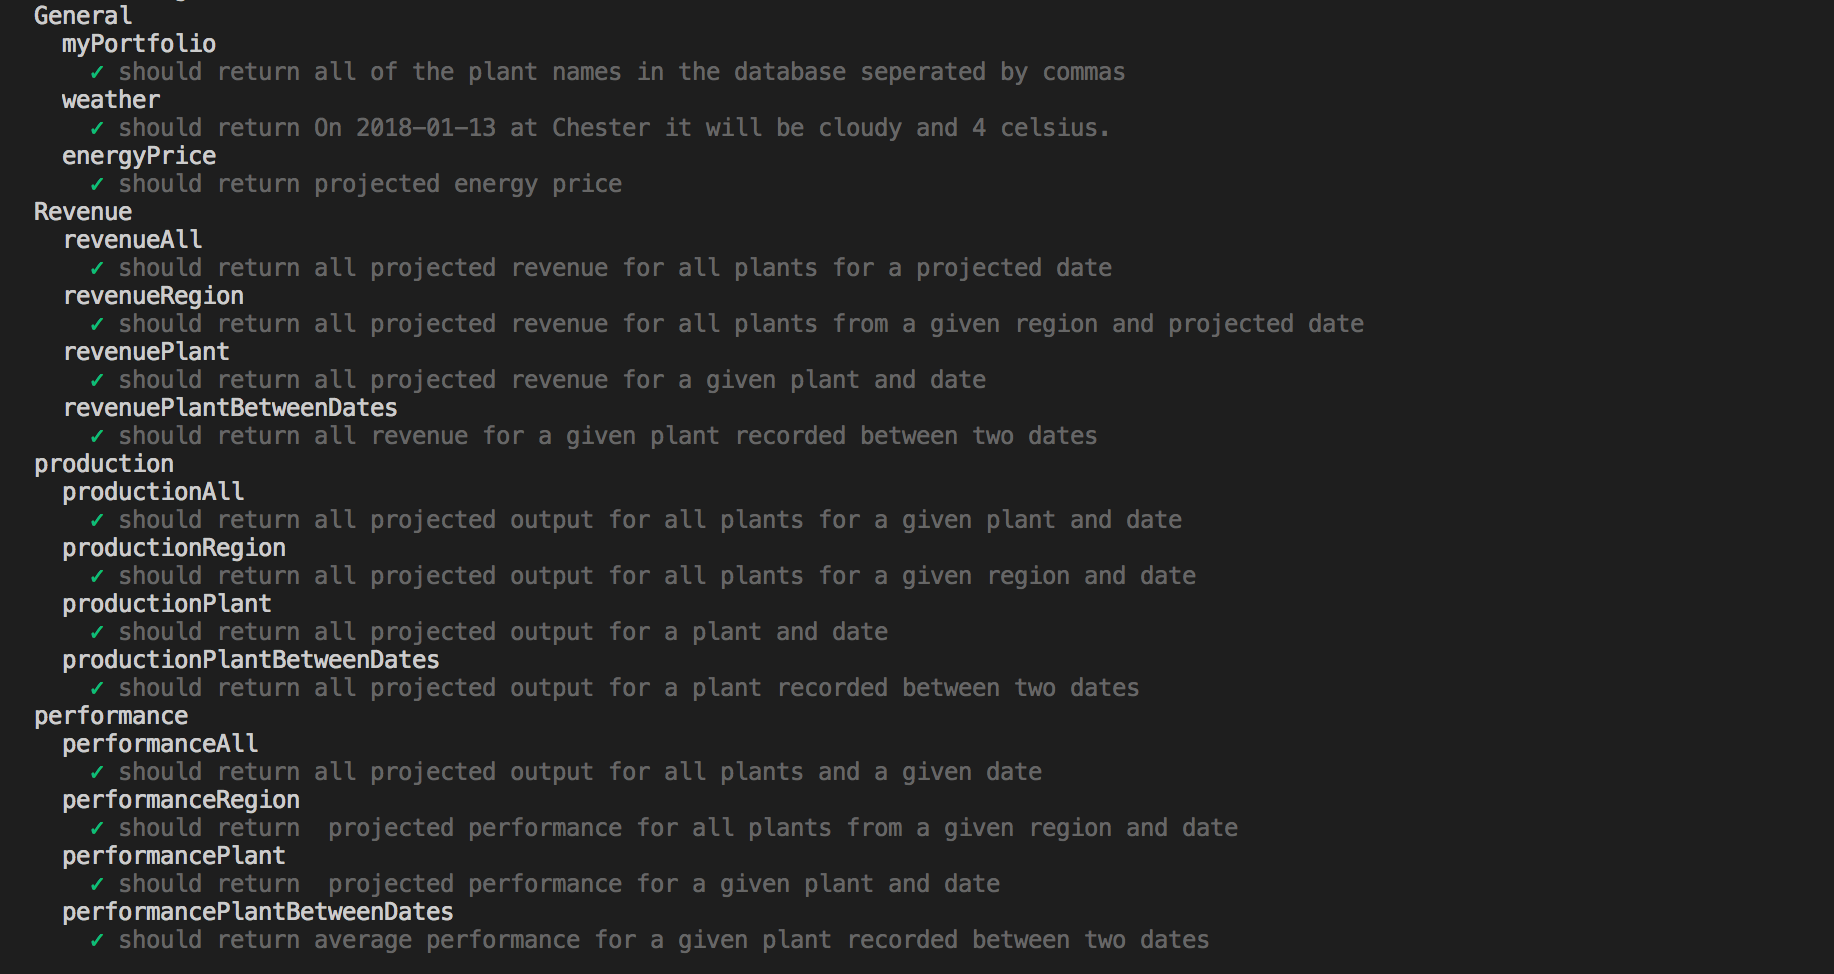 General
myPortfolio
✓ should return all of the plant names in the database seperated by commas
weather
✓ should return On 2018-01-13 at Chester it will be cloudy and 4 celsius.
energyPrice
✓ should return projected energy price
Revenue
revenueAll
✓ should return all projected revenue for all plants for a projected date
revenueRegion
✓ should return all projected revenue for all plants from a given region and projected date
revenuePlant
✓ should return all projected revenue for a given plant and date
revenuePlantBetweenDates
✓ should return all revenue for a given plant recorded between two dates
production
productionAll
✓ should return all projected output for all plants for a given plant and date
productionRegion
✓ should return all projected output for all plants for a given region and date
productionPlant
✓ should return all projected output for a plant and date
productionPlantBetweenDates
✓ should return all projected output for a plant recorded between two dates
performance
performanceAll
✓ should return all projected output for all plants and a given date
performanceRegion
✓ should return  projected performance for all plants from a given region and date
performancePlant
✓ should return  projected performance for a given plant and date
performancePlantBetweenDates
✓ should return average performance for a given plant recorded between two dates